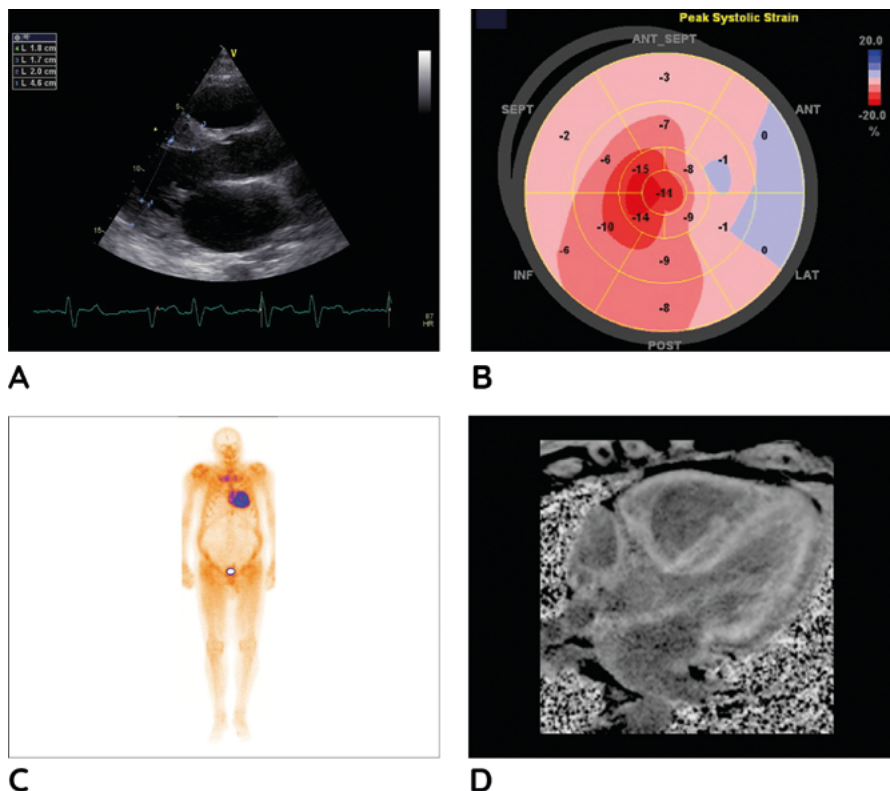 V
L 1.8 cm
L 1.7 cm
L 2.0 cm
L 4.6 cm
5
10
15
87
HR
A
Peak Systolic Strain
ANT_SEPT
20.0
-20.0
%
SEPT
ANT
-3
-2
0
-7
-6
-1
-15
-8
-11
-14
-9
-10
-1
-6
-9
0
-8
INF
LAT
POST
B
C
D